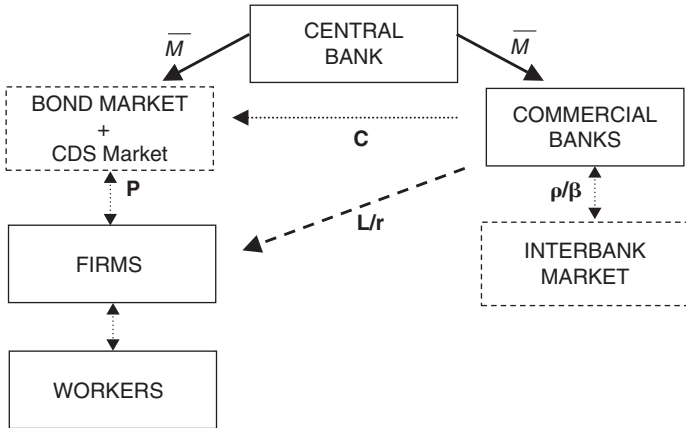 CENTRAL
BANK
M̅
M̅
BOND MARKET
+
CDS Market
COMMERCIAL
BANKS
C
P
ρ/β
L/r
FIRMS
INTERBANK
MARKET
WORKERS